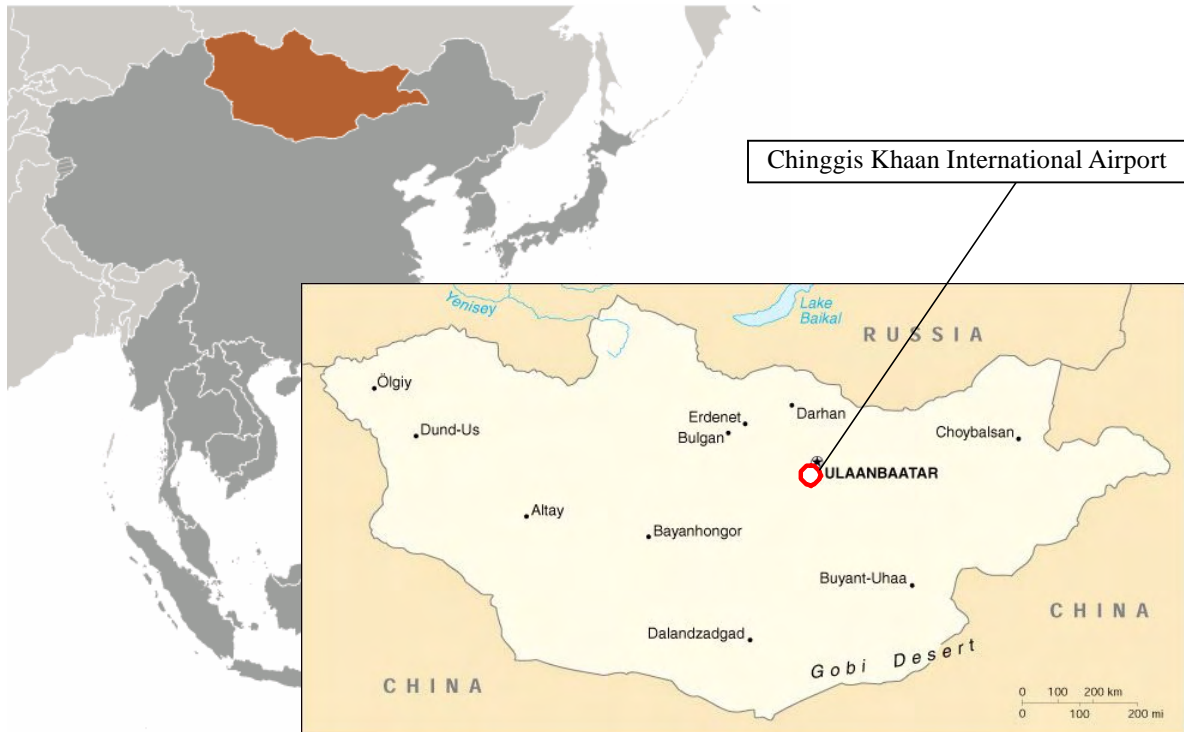 Chinggis Khaan International Airport
Yenisey
Lake
Baikal
RUSSIA
Ölgiy
Dund-Us
Erdenet
Bulgan
Darhan
Choybalsan
ULAANBAATAR
Altay
Bayanhongor
Buyant-Uhaa
CHINA
Dalandzadgad
Gobi Desert
CHINA
0 100 200 km
0 100 200 mi